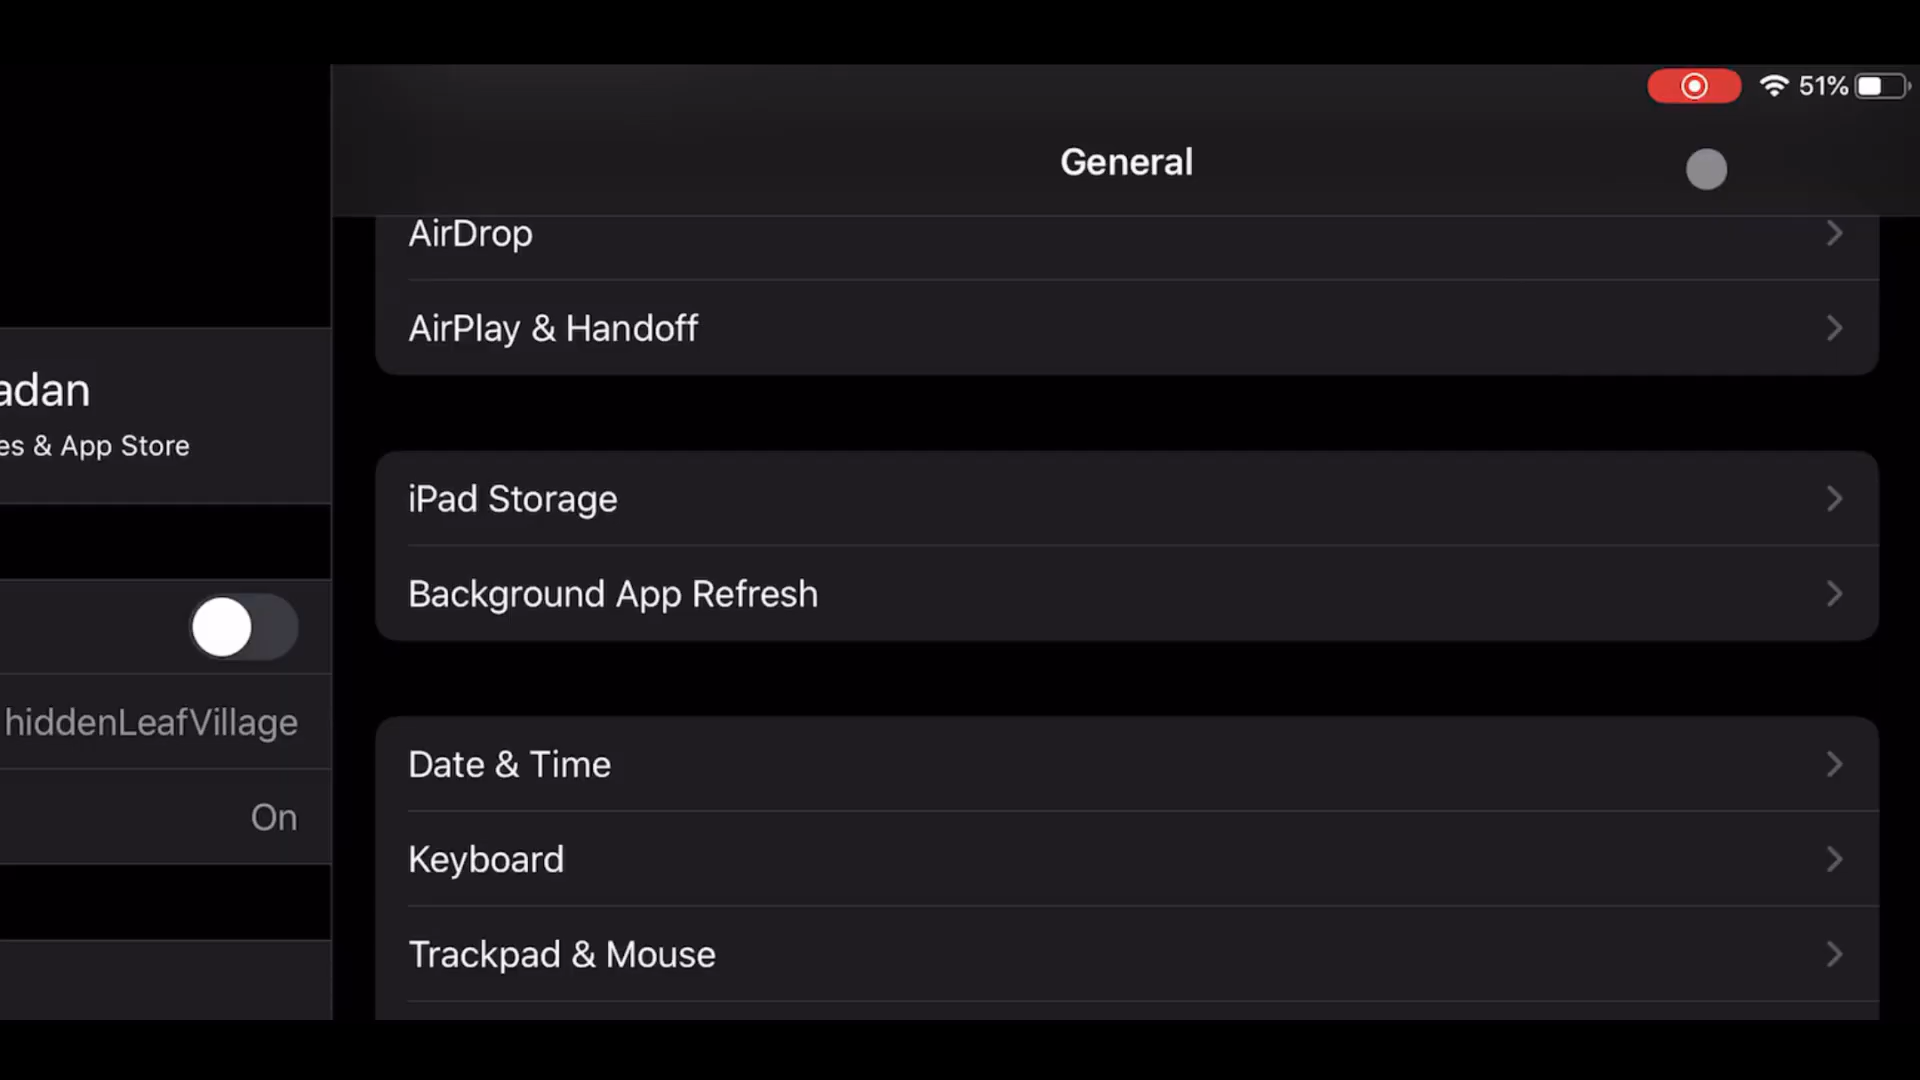 51%
General
AirDrop
AirPlay & Handoff
adan
es & App Store
iPad Storage
Background App Refresh
hiddenLeafVillage
On
Date & Time
Keyboard
Trackpad & Mouse